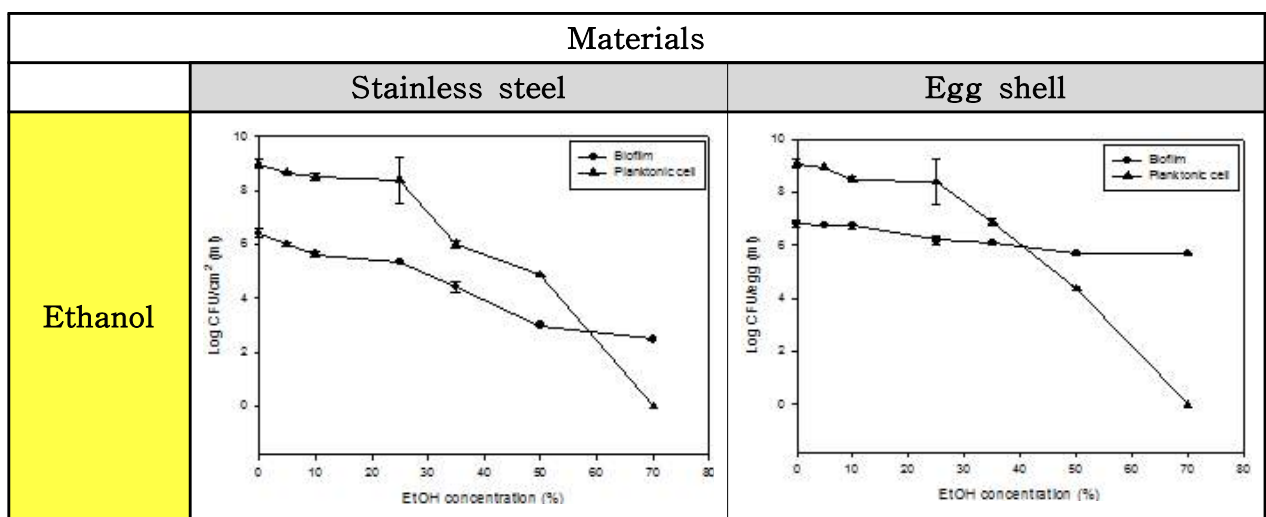 Materials
Stainless steel
Egg shell
Ethanol
Log CFU/cm² (ml)
10
8
6
4
2
0
Biofilm
Planktonic cell
0 10 20 30 40 50 60 70 80
EtOH concentration (%)
Log CFU/egg (ml)
10
8
6
4
2
0
Biofilm
Planktonic cell
0 10 20 30 40 50 60 70 80
EtOH concentration (%)